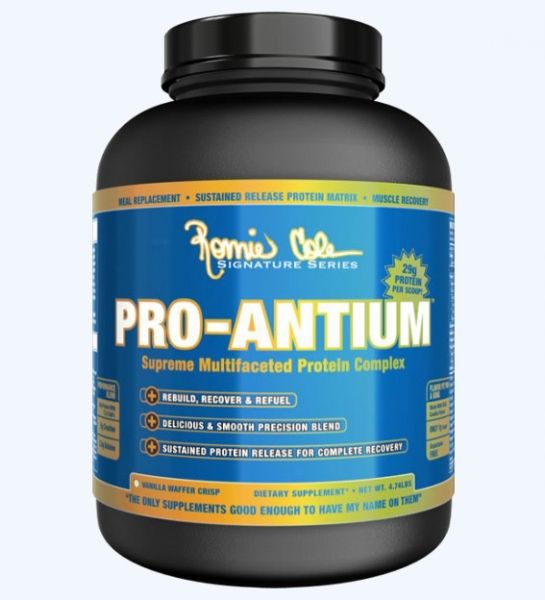 MEAL REPLACEMENT • SUSTAINED RELEASE PROTEIN MATRIX • MUSCLE RECOVERY
Ronnie Cole
SIGNATURE SERIES
29g
PROTEIN
PER SCOOP!
PRO-ANTIUM
Supreme Multifaceted Protein Complex
REBUILD, RECOVER & REFUEL
DELICIOUS & SMOOTH PRECISION BLEND
SUSTAINED PROTEIN RELEASE FOR COMPLETE RECOVERY
VANILLA WAFFER CRISP
DIETARY SUPPLEMENT* • NET WT. 4.74LBS
"THE ONLY SUPPLEMENTS GOOD ENOUGH TO HAVE MY NAME ON THEM"